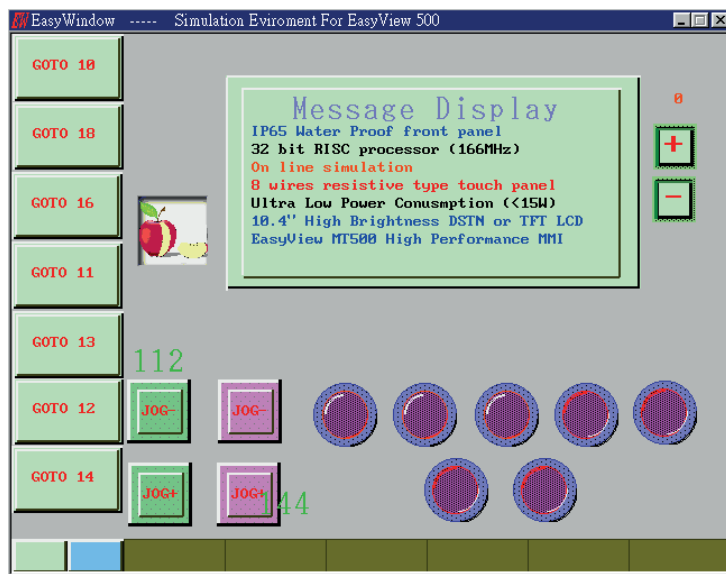 EW EasyWindow ----- Simulation Eviroment For EasyView 500
GOTO 10
GOTO 18
GOTO 16
GOTO 11
GOTO 13
GOTO 12
GOTO 14
Message Display
IP65 Water Proof front panel
32 bit RISC processor (166MHz)
On line simulation
8 wires resistive type touch panel
Ultra Low Power Conusmption (<15W)
10.4'' High Brightness DSTN or TFT LCD
EasyView MT500 High Performance MMI
0
+
−
112
JOG- JOG-
JOG+ JOG+
144